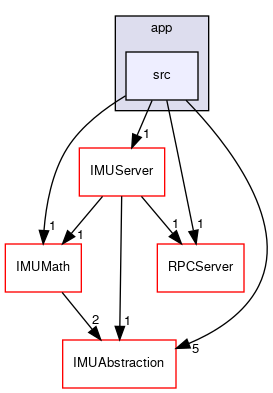 app
src
1
IMUServer
1
1
1
1
IMUMath
RPCServer
2
1
5
IMUAbstraction